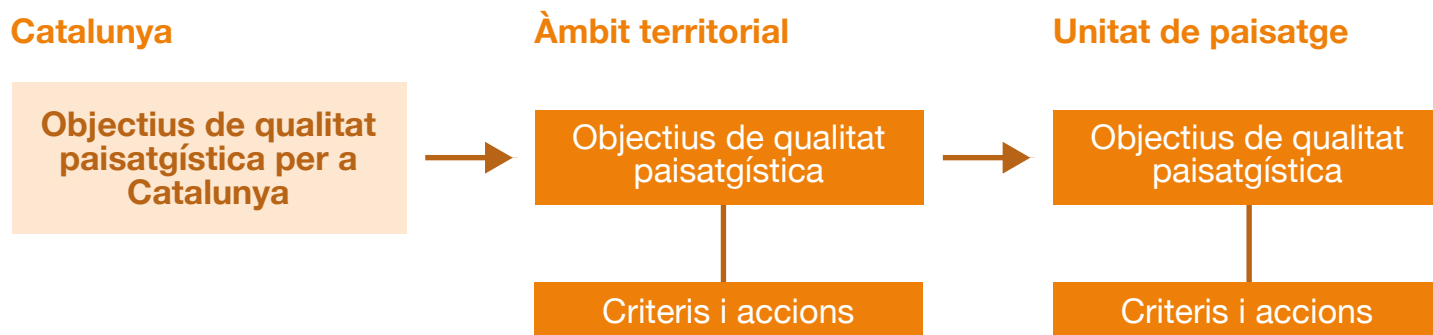 Catalunya
Àmbit territorial
Unitat de paisatge
Objectius de qualitat
paisatgística per a
Catalunya
Objectius de qualitat
paisatgística
Objectius de qualitat
paisatgística
Criteris i accions
Criteris i accions